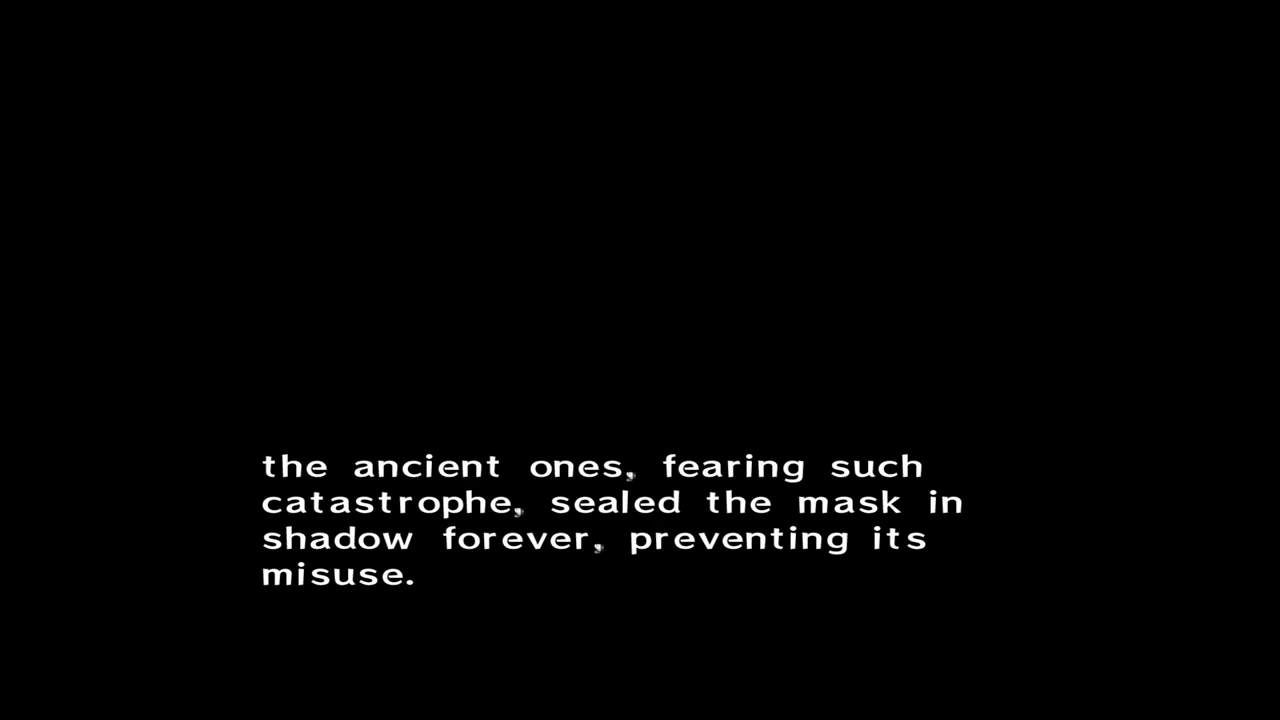 the ancient ones, fearing such
catastrophe, sealed the mask in
shadow forever, preventing its
misuse.